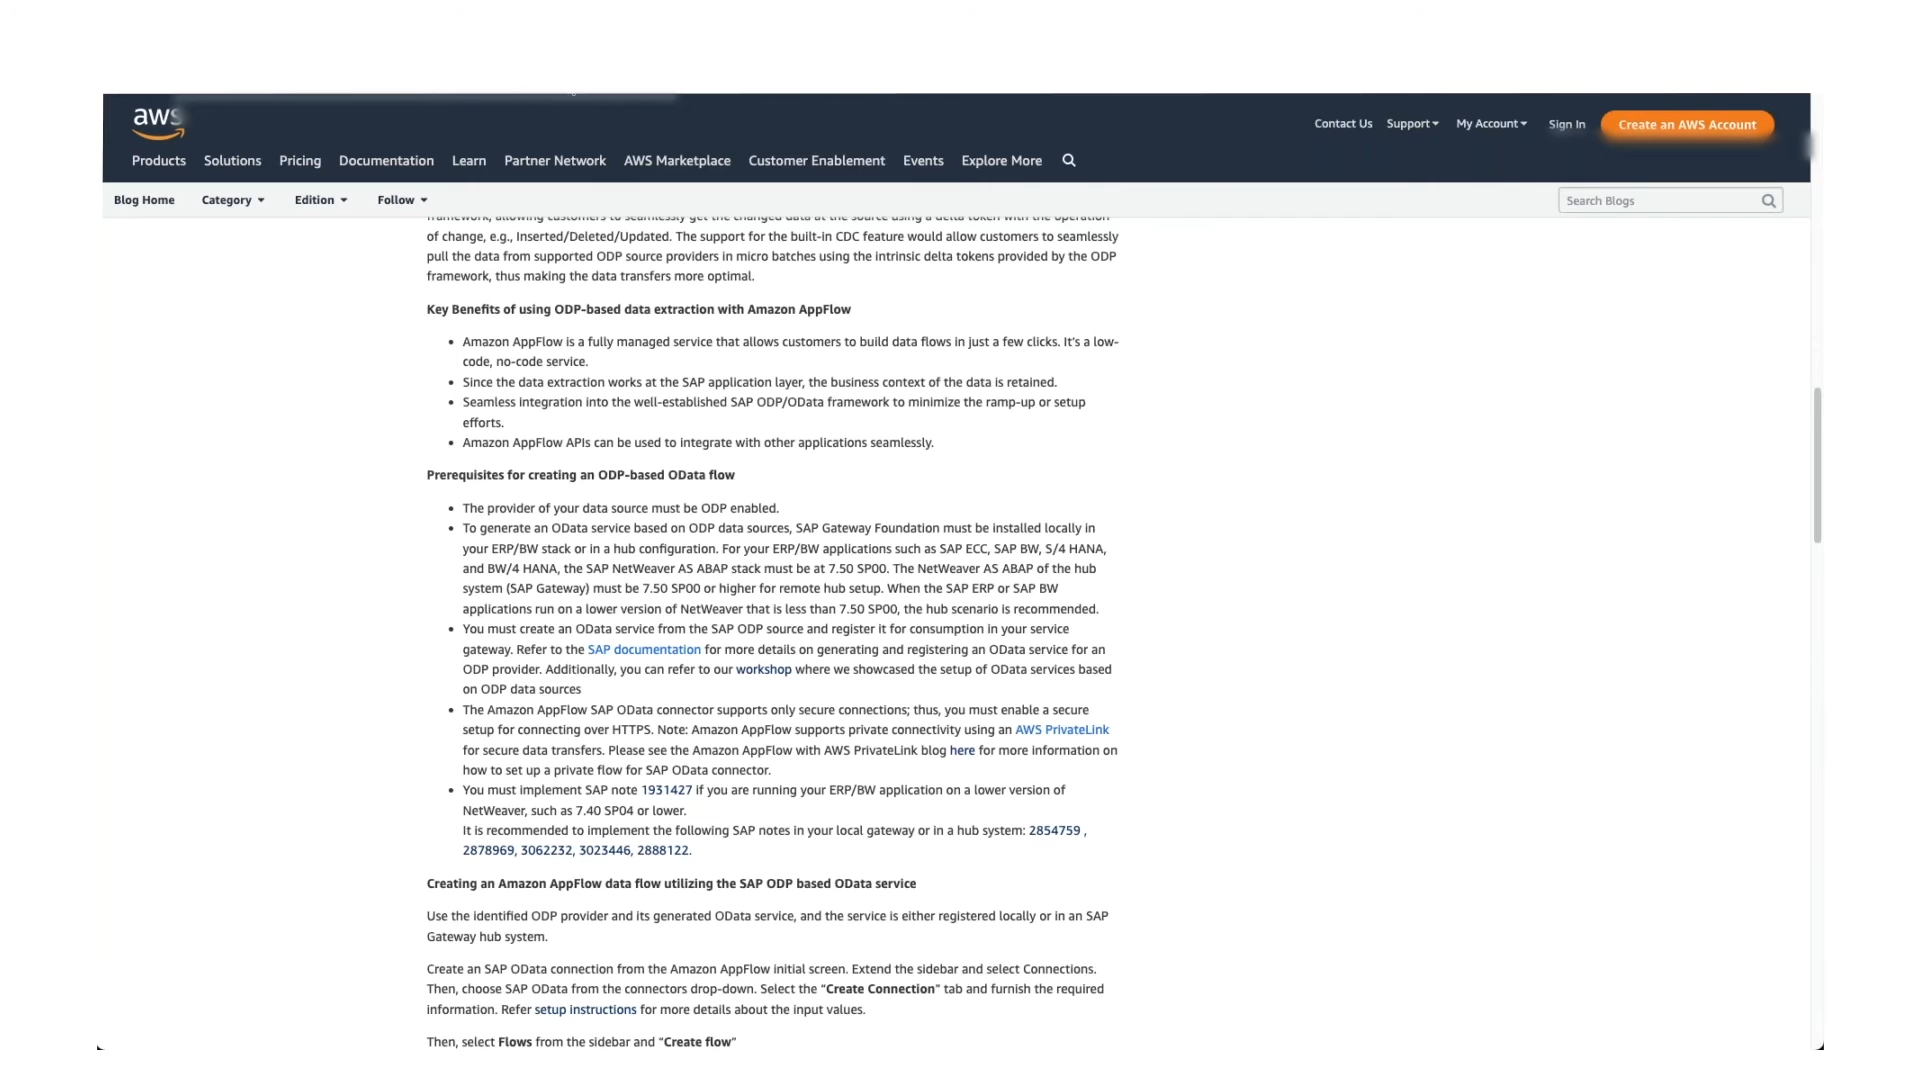 aws
Contact Us Support My Account Sign In Create an AWS Account
Products Solutions Pricing Documentation Learn Partner Network AWS Marketplace Customer Enablement Events Explore More
Blog Home Category Edition Follow Search Blogs
framework, allowing customers to seamlessly get the changed data at the source using a delta token with the operation
of change, e.g., Inserted/Deleted/Updated. The support for the built-in CDC feature would allow customers to seamlessly
pull the data from supported ODP source providers in micro batches using the intrinsic delta tokens provided by the ODP
framework, thus making the data transfers more optimal.
Key Benefits of using ODP-based data extraction with Amazon AppFlow
• Amazon AppFlow is a fully managed service that allows customers to build data flows in just a few clicks. It's a low-
code, no-code service.
• Since the data extraction works at the SAP application layer, the business context of the data is retained.
• Seamless integration into the well-established SAP ODP/OData framework to minimize the ramp-up or setup
efforts.
• Amazon AppFlow APIs can be used to integrate with other applications seamlessly.
Prerequisites for creating an ODP-based OData flow
• The provider of your data source must be ODP enabled.
• To generate an OData service based on ODP data sources, SAP Gateway Foundation must be installed locally in
your ERP/BW stack or in a hub configuration. For your ERP/BW applications such as SAP ECC, SAP BW, S/4 HANA,
and BW/4 HANA, the SAP NetWeaver AS ABAP stack must be at 7.50 SP00. The NetWeaver AS ABAP of the hub
system (SAP Gateway) must be 7.50 SP00 or higher for remote hub setup. When the SAP ERP or SAP BW
applications run on a lower version of NetWeaver that is less than 7.50 SP00, the hub scenario is recommended.
• You must create an OData service from the SAP ODP source and register it for consumption in your service
gateway. Refer to the SAP documentation for more details on generating and registering an OData service for an
ODP provider. Additionally, you can refer to our workshop where we showcased the setup of OData services based
on ODP data sources
• The Amazon AppFlow SAP OData connector supports only secure connections; thus, you must enable a secure
setup for connecting over HTTPS. Note: Amazon AppFlow supports private connectivity using an AWS PrivateLink
for secure data transfers. Please see the Amazon AppFlow with AWS PrivateLink blog here for more information on
how to set up a private flow for SAP OData connector.
• You must implement SAP note 1931427 if you are running your ERP/BW application on a lower version of
NetWeaver, such as 7.40 SP04 or lower.
It is recommended to implement the following SAP notes in your local gateway or in a hub system: 2854759 ,
2878969, 3062232, 3023446, 2888122.
Creating an Amazon AppFlow data flow utilizing the SAP ODP based OData service
Use the identified ODP provider and its generated OData service, and the service is either registered locally or in an SAP
Gateway hub system.
Create an SAP OData connection from the Amazon AppFlow initial screen. Extend the sidebar and select Connections.
Then, choose SAP OData from the connectors drop-down. Select the “Create Connection” tab and furnish the required
information. Refer setup instructions for more details about the input values.
Then, select Flows from the sidebar and “Create flow”